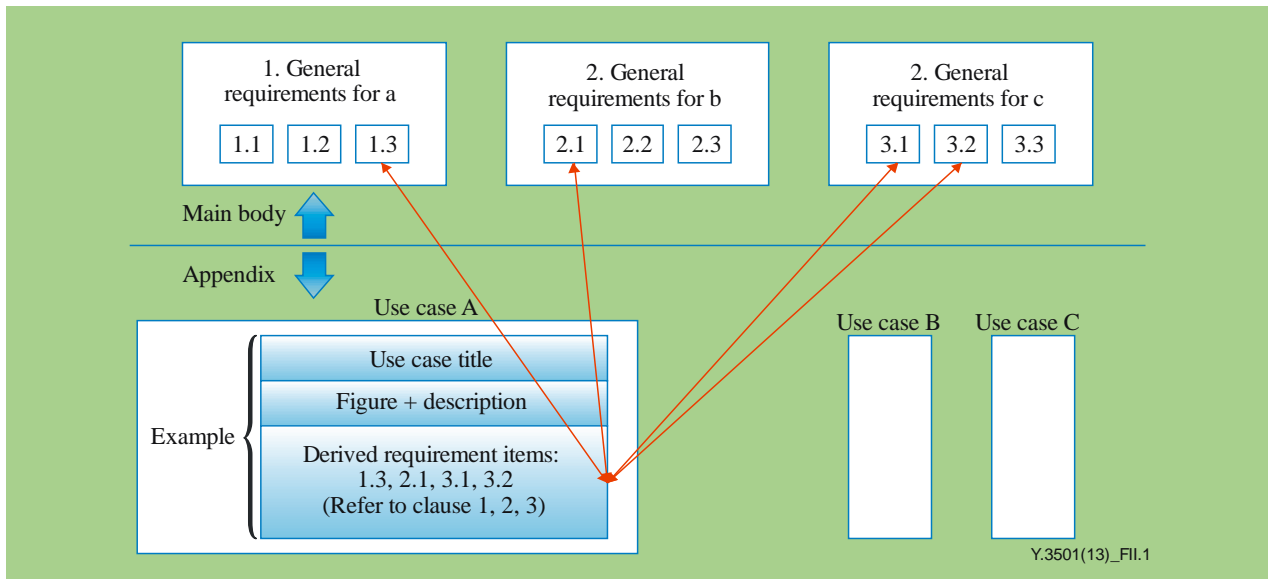 1. General
requirements for a
1.1 1.2 1.3
2. General
requirements for b
2.1 2.2 2.3
2. General
requirements for c
3.1 3.2 3.3
Main body
Appendix
Use case A
Example
Use case title
Figure + description
Derived requirement items:
1.3, 2.1, 3.1, 3.2
(Refer to clause 1, 2, 3)
Use case B
Use case C
Y.3501(13)_FII.1